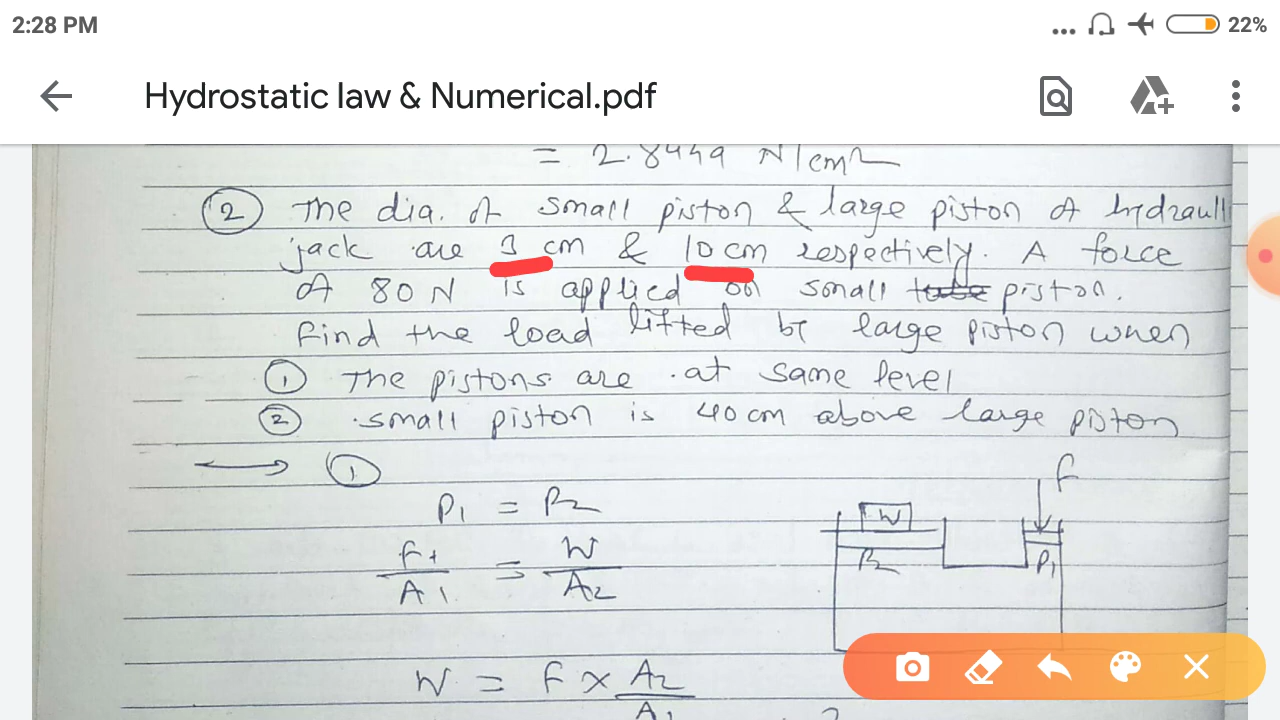 2:28 PM
22%
Hydrostatic law & Numerical.pdf
= 2.8449 N/cm2
2 The dia. of small piston & large piston of hydraull
jack are 3 cm & 10 cm respectively. A force
of 80 N is applied on small piston.
find the load lifted by large piston when
1 The pistons are at same level
2 small piston is 40 cm above large piston
1
F
P1 = P2
W
F1 / A1 = W / A2
P2 P1
W = F × A2 / A1